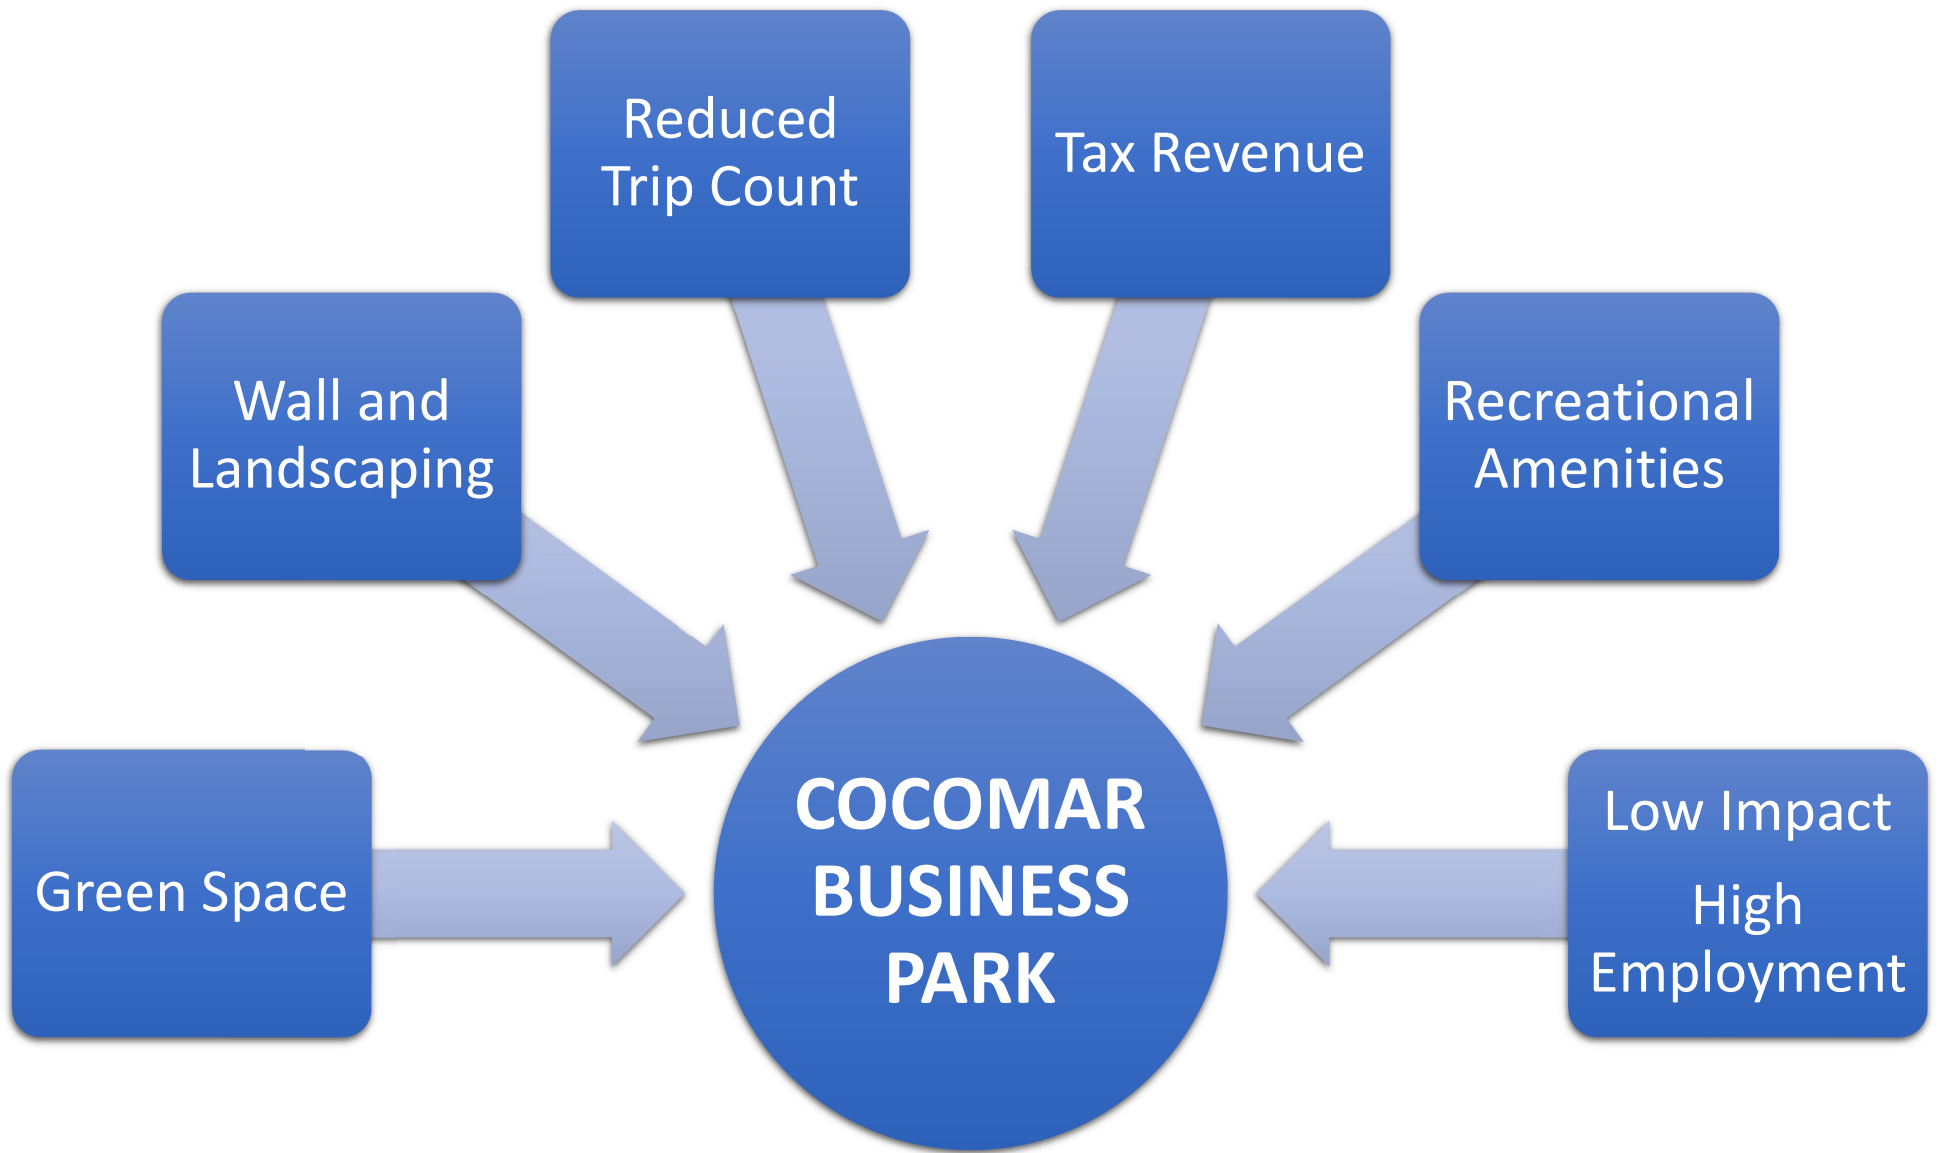 Reduced
Trip Count
Tax Revenue
Wall and
Landscaping
Recreational
Amenities
Green Space
COCOMAR
BUSINESS
PARK
Low Impact
High
Employment